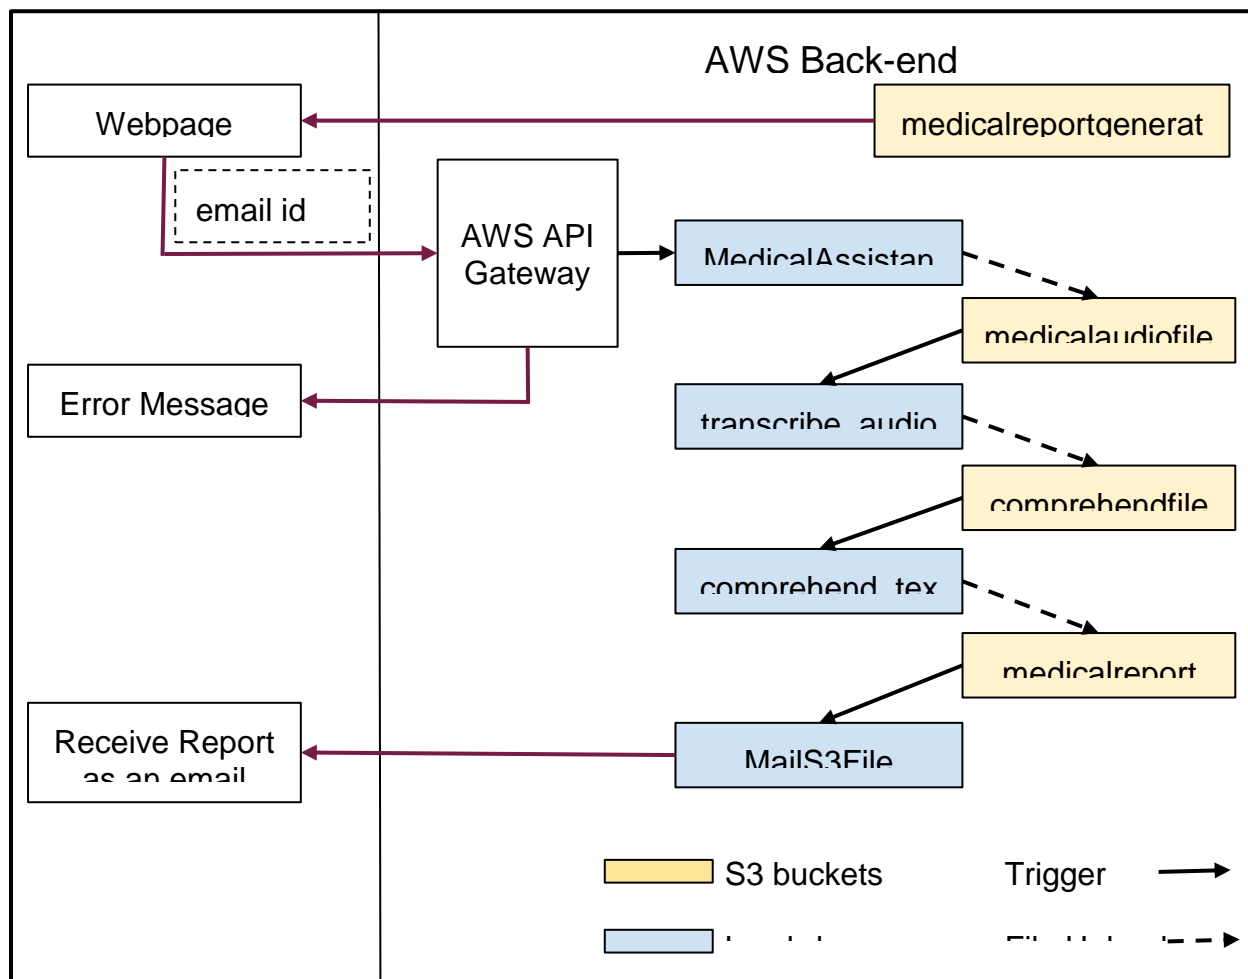 AWS Back-end
Webpage
medicalreportgenerat
email id
AWS API
Gateway
MedicalAssistan
medicalaudiofile
Error Message
transcribe_audio
comprehendfile
comprehend_tex
medicalreport
Receive Report
as an email
MailS3File
S3 buckets
Trigger